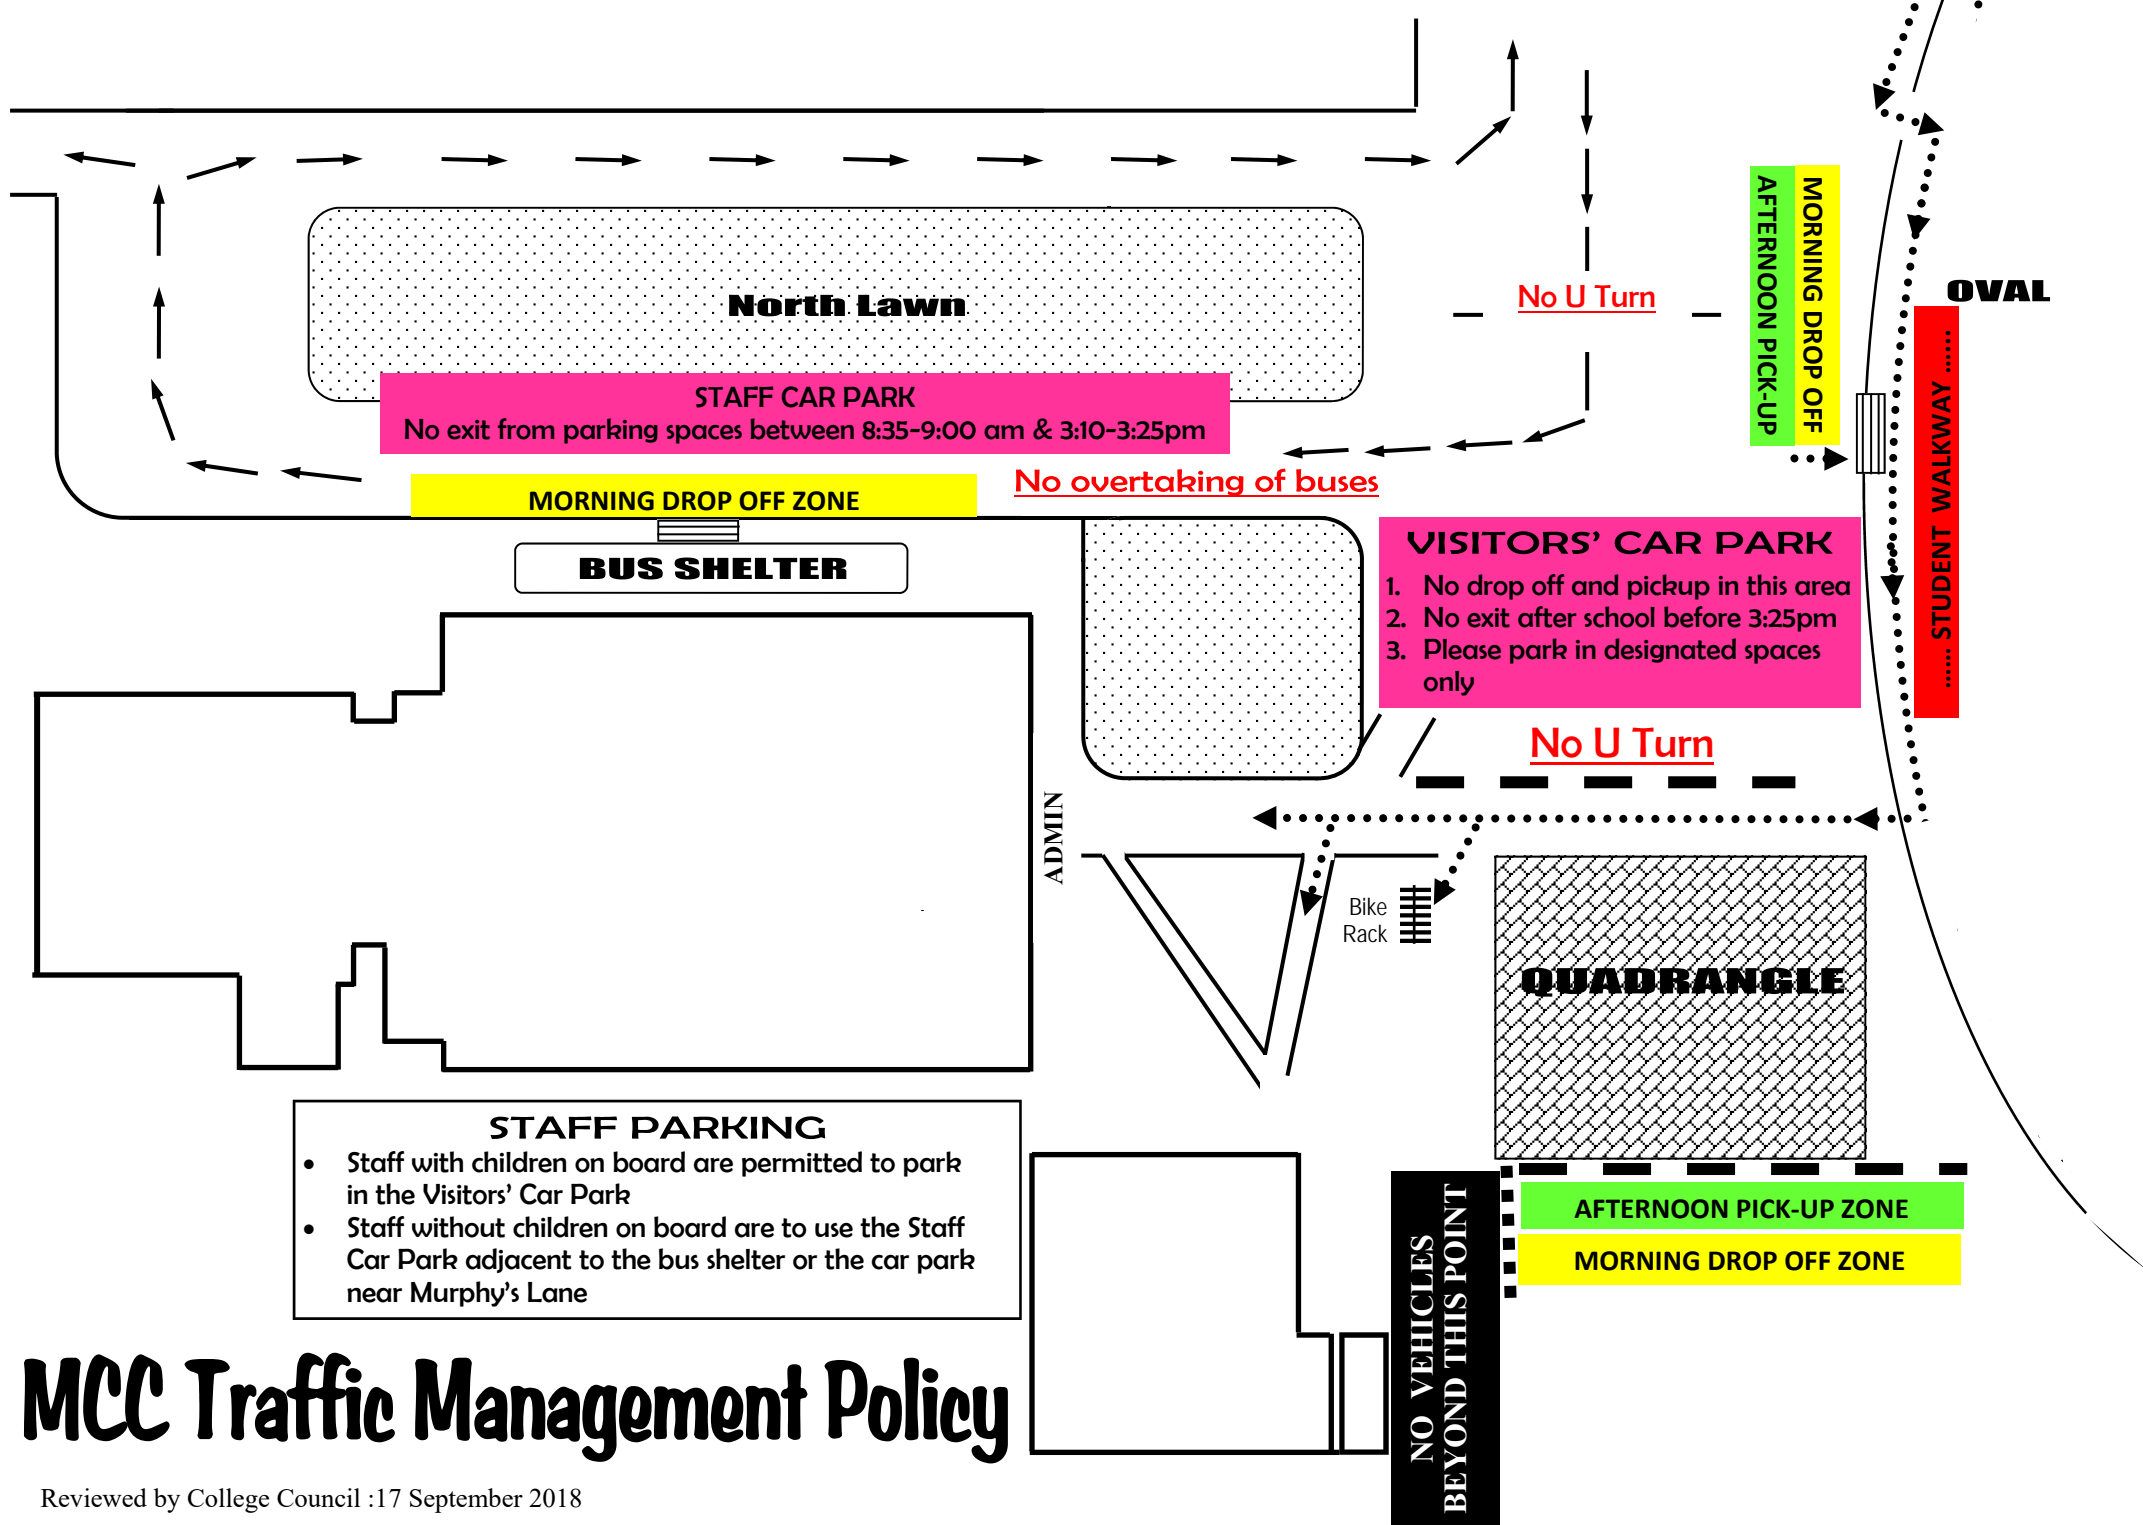 North Lawn
STAFF CAR PARK
No exit from parking spaces between 8:35-9:00 am & 3:10-3:25pm
MORNING DROP OFF ZONE
BUS SHELTER
No overtaking of buses
No U Turn
AFTERNOON PICK-UP
MORNING DROP OFF
OVAL
...... STUDENT WALKWAY ......
VISITORS' CAR PARK
1. No drop off and pickup in this area
2. No exit after school before 3:25pm
3. Please park in designated spaces
only
No U Turn
ADMIN
Bike
Rack
QUADRANGLE
AFTERNOON PICK-UP ZONE
MORNING DROP OFF ZONE
NO VEHICLES
BEYOND THIS POINT
STAFF PARKING
• Staff with children on board are permitted to park
in the Visitors' Car Park
• Staff without children on board are to use the Staff
Car Park adjacent to the bus shelter or the car park
near Murphy's Lane
MCC Traffic Management Policy
Reviewed by College Council :17 September 2018